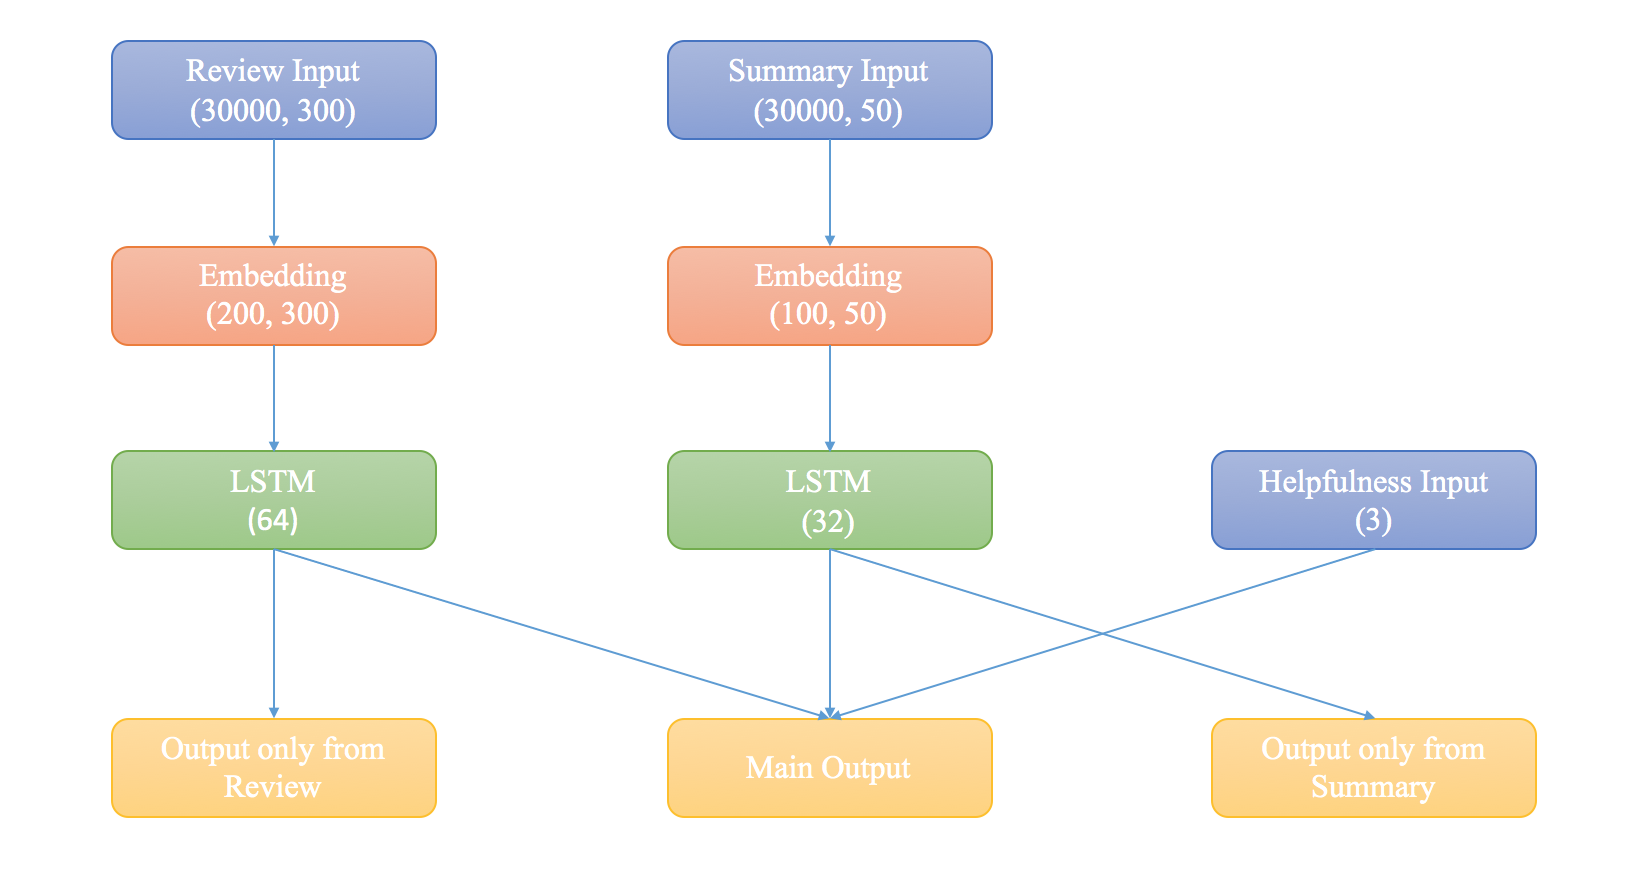 Review Input
(30000, 300)
Summary Input
(30000, 50)
Embedding
(200, 300)
Embedding
(100, 50)
LSTM
(64)
LSTM
(32)
Helpfulness Input
(3)
Output only from
Review
Main Output
Output only from
Summary